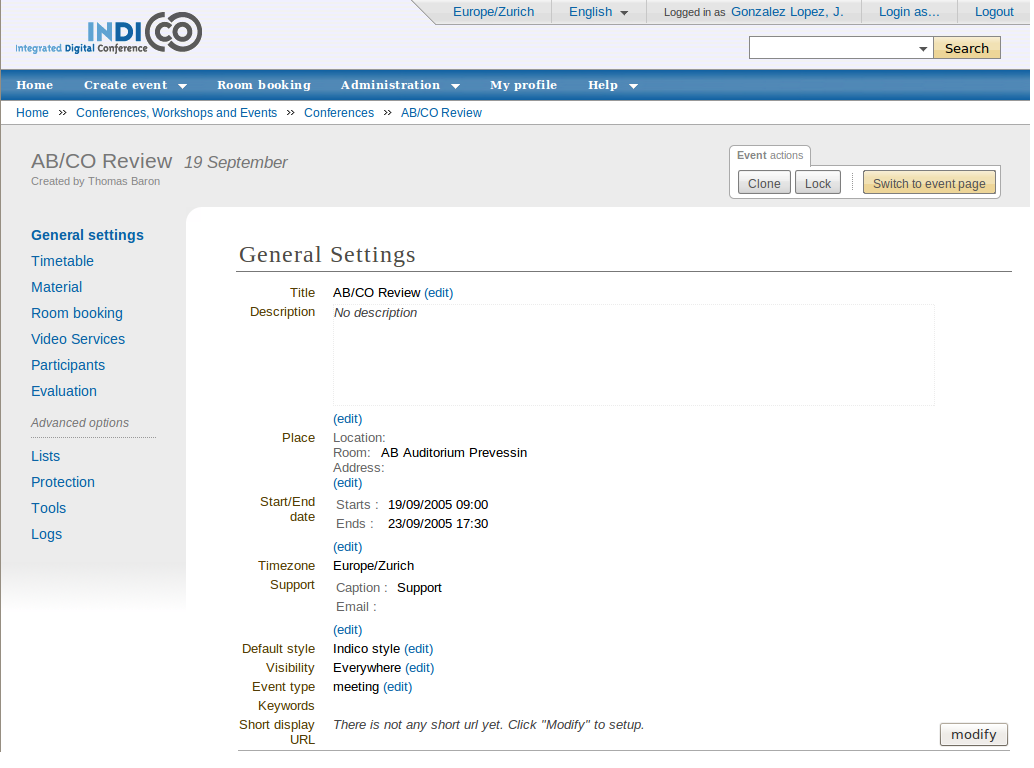 Europe/Zurich English Logged in as Gonzalez Lopez, J. Login as... Logout
INDICO
Integrated Digital Conference
Search
Home Create event Room booking Administration My profile Help
Home >> Conferences, Workshops and Events >> Conferences >> AB/CO Review
AB/CO Review 19 September
Created by Thomas Baron
Event actions
Clone Lock Switch to event page
General settings
Timetable
Material
Room booking
Video Services
Participants
Evaluation
Advanced options
Lists
Protection
Tools
Logs
General Settings
Title AB/CO Review (edit)
Description No description
(edit)
Place Location:
Room: AB Auditorium Prevessin
Address:
(edit)
Start/End date
Starts : 19/09/2005 09:00
Ends : 23/09/2005 17:30
(edit)
Timezone Europe/Zurich
Support Caption : Support
Email :
(edit)
Default style Indico style (edit)
Visibility Everywhere (edit)
Event type meeting (edit)
Keywords
Short display URL There is not any short url yet. Click "Modify" to setup.
modify